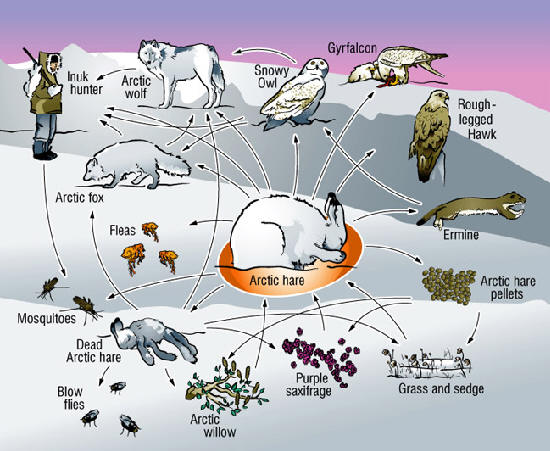 Inuk
hunter
Arctic
wolf
Snowy
Owl
Gyrfalcon
Rough-
legged
Hawk
Arctic fox
Ermine
Fleas
Arctic hare
Arctic hare
pellets
Mosquitoes
Dead
Arctic hare
Blow
flies
Arctic
willow
Purple
saxifrage
Grass and sedge